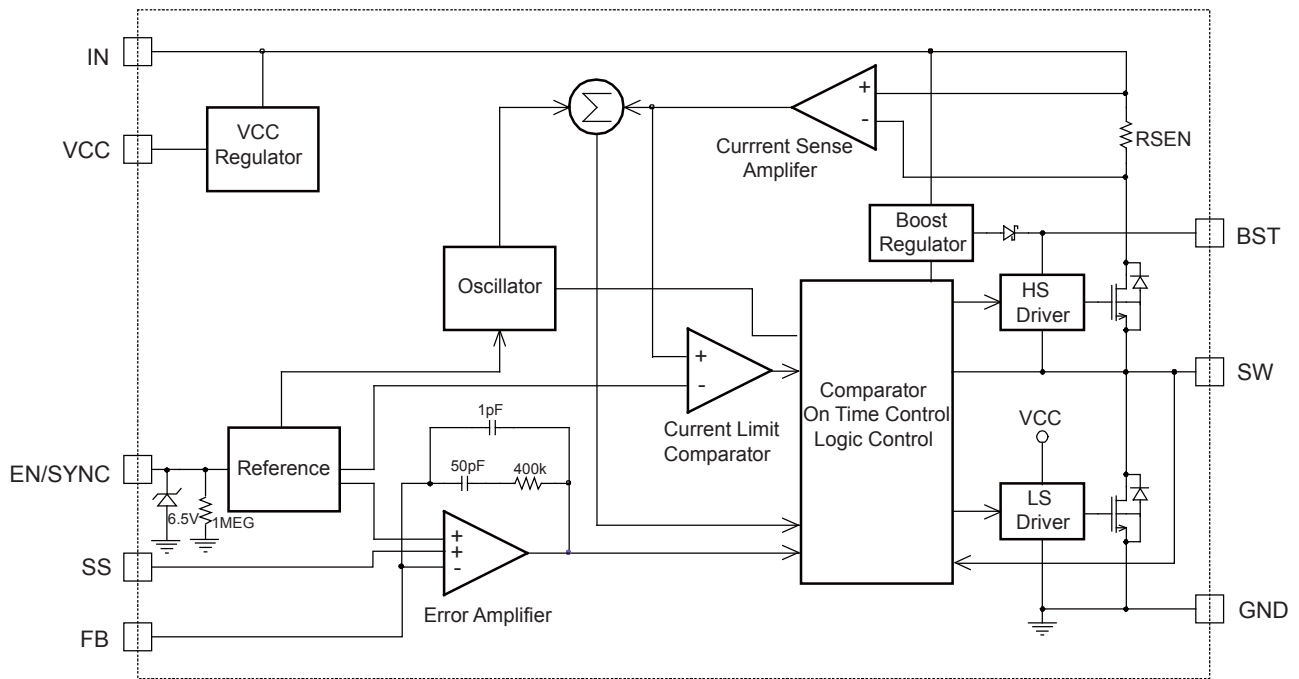 IN
VCC
VCC
Regulator
Σ
+
-
Currrent Sense
Amplifer
RSEN
Boost
Regulator
BST
Oscillator
HS
Driver
+
-
Current Limit
Comparator
Comparator
On Time Control
Logic Control
SW
VCC
1pF
50pF
400k
EN/SYNC
Reference
6.5V
1MEG
LS
Driver
+
+
-
SS
Error Amplifier
FB
GND